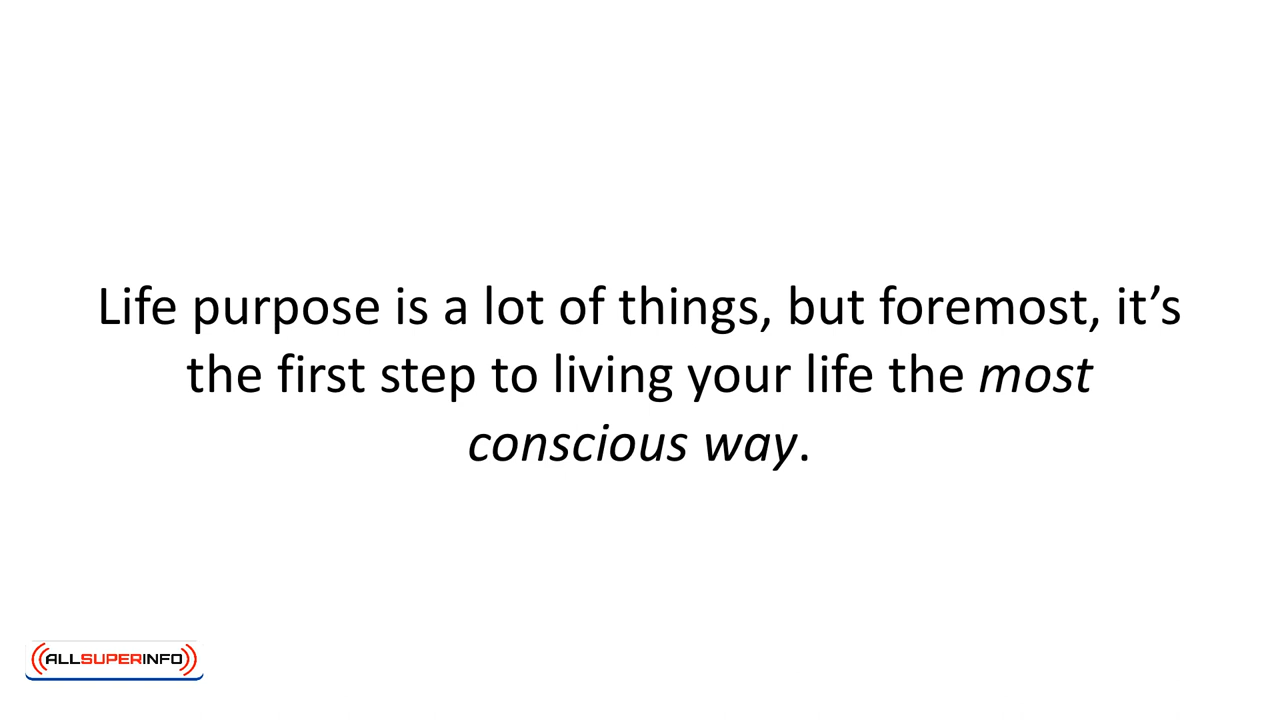 Life purpose is a lot of things, but foremost, it’s
the first step to living your life the most
conscious way.
ALLSUPERINFO